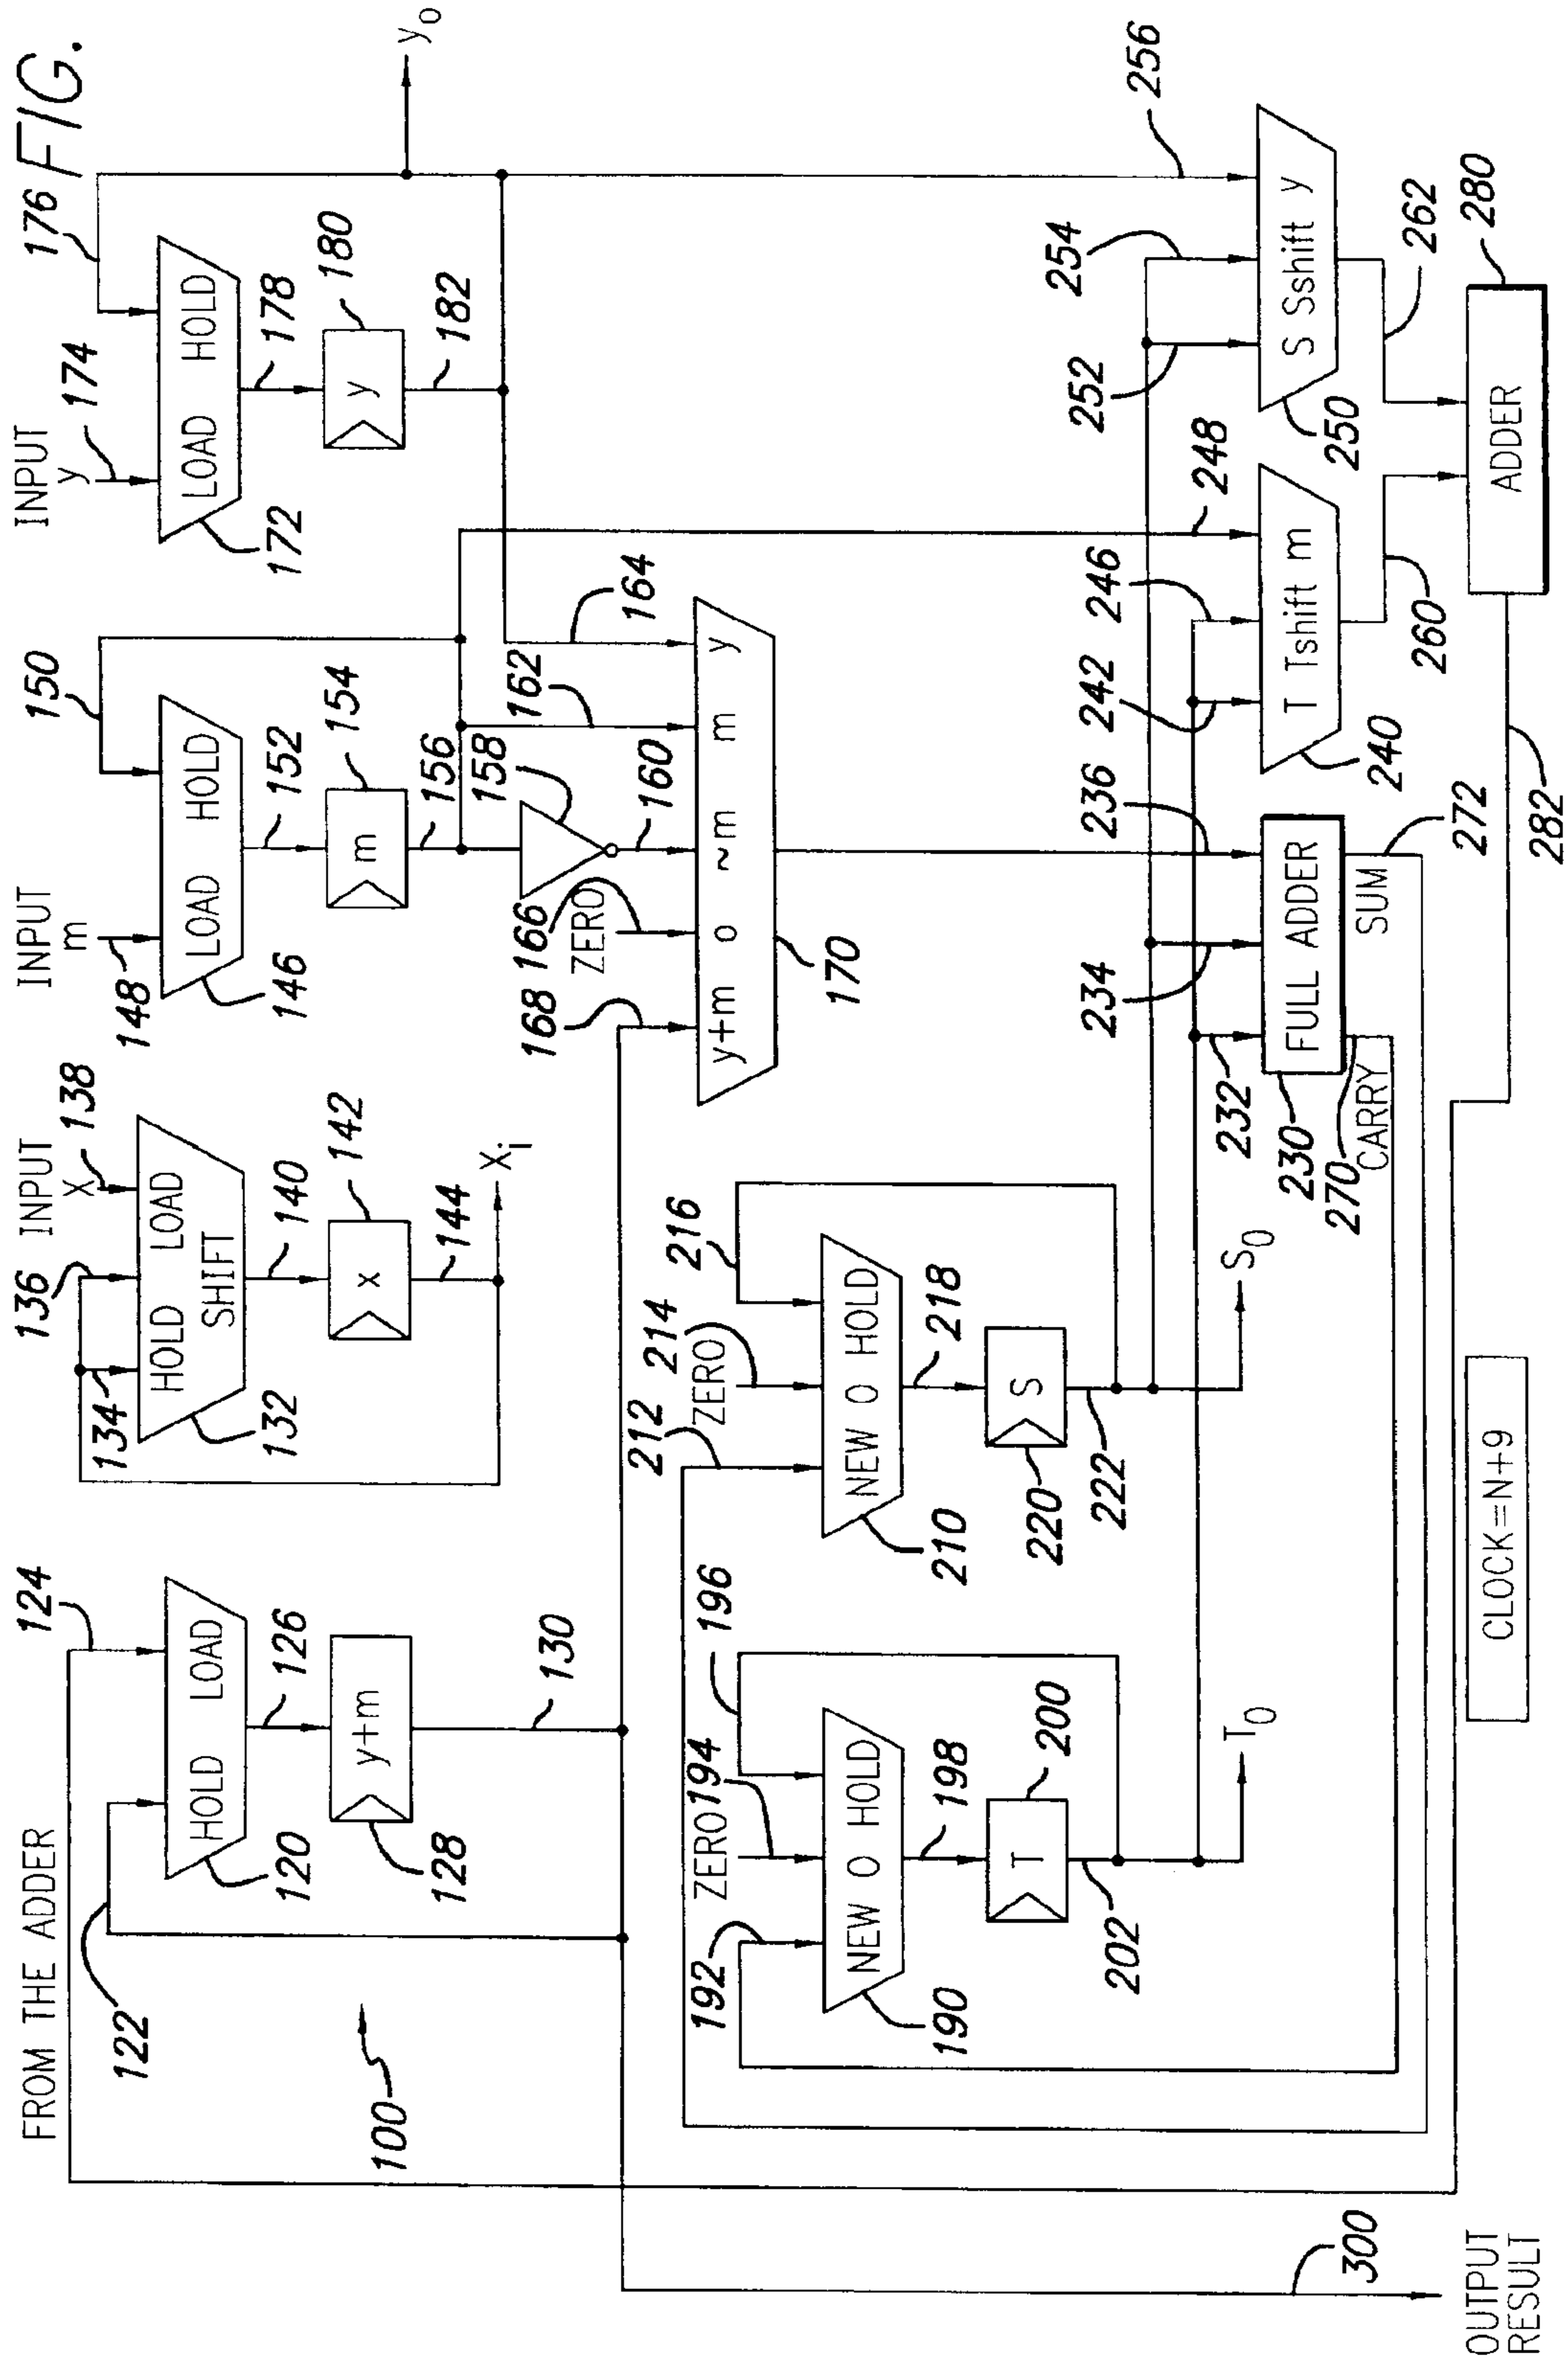 FIG.
FROM THE ADDER
124
122
HOLD LOAD
120
126
y+m
128
130
100
136
INPUT
X
138
134
HOLD LOAD
SHIFT
132
140
x
142
144
Xi
INPUT
m
148
150
LOAD HOLD
146
152
m
154
156
158
160
162
164
166
ZERO
168
y+m 0 ~m m y
170
INPUT
y
174
176
LOAD HOLD
172
178
y
180
182
y0
192
ZERO
194
196
NEW 0 HOLD
190
198
T
200
202
T0
212
ZERO
214
216
NEW 0 HOLD
210
218
S
220
222
S0
232
234
236
FULL ADDER
230
270
CARRY
SUM
272
242
246
248
T Tshift m
240
260
252
254
256
S Sshift y
250
262
ADDER
280
282
CLOCK=N+9
300
OUTPUT
RESULT